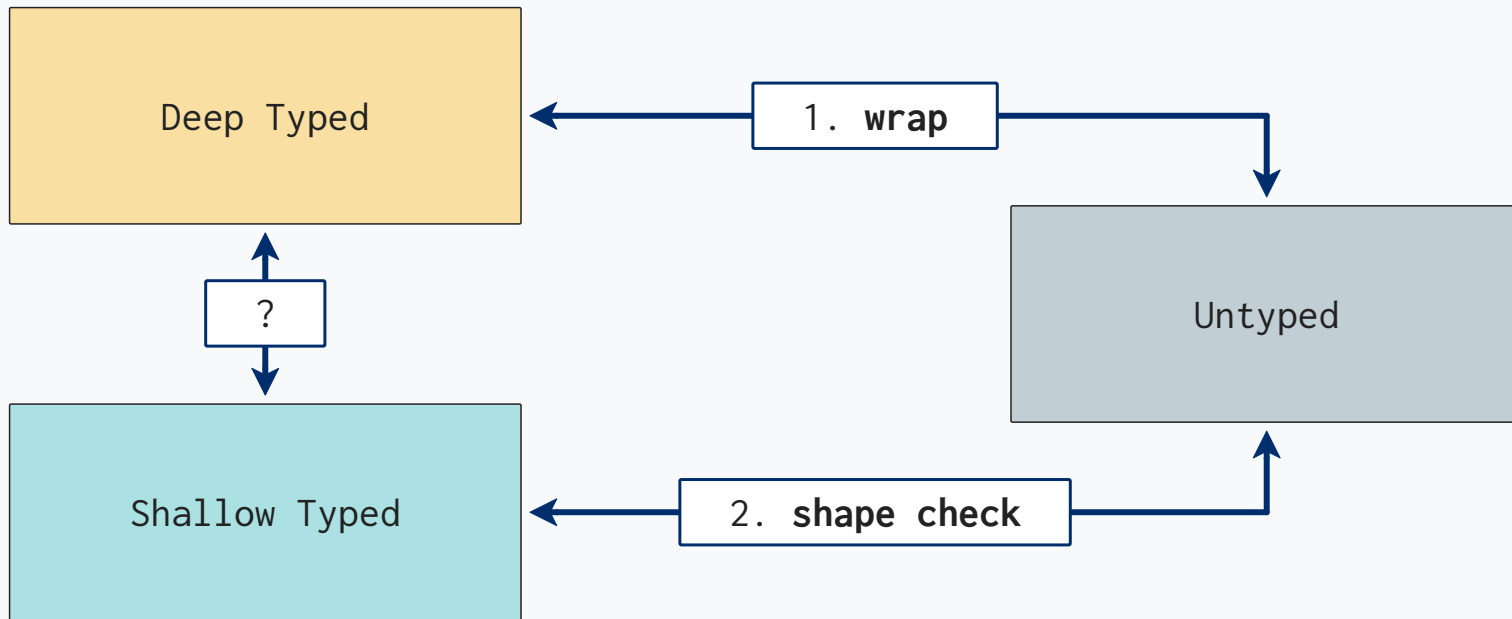 Deep Typed
1. wrap
?
Untyped
Shallow Typed
2. shape check